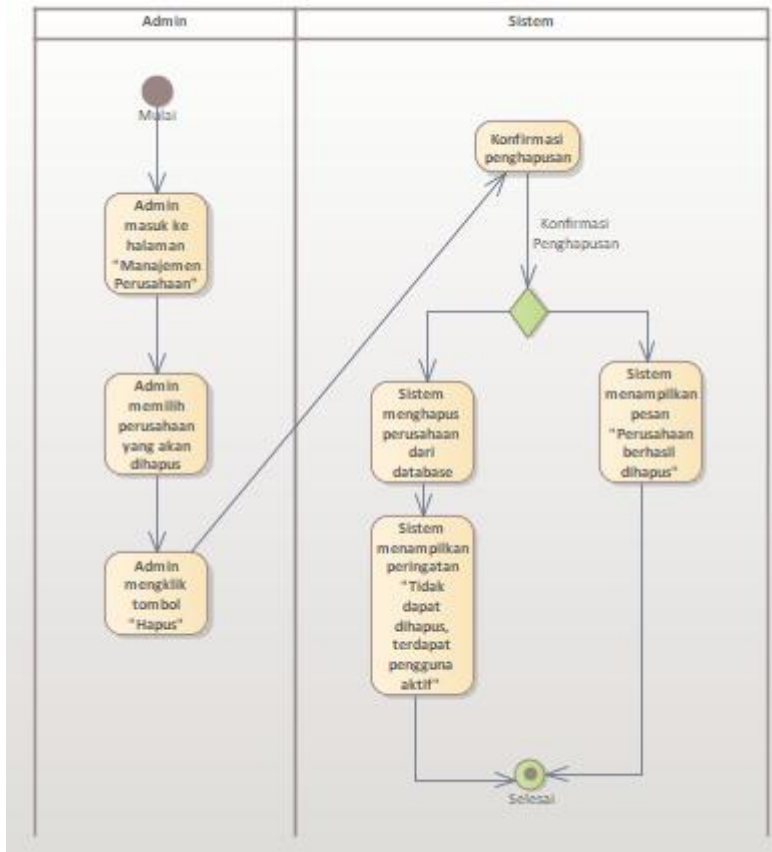 Admin
Sistem
Mulai
Admin
masuk ke
halaman
"Manajemen
Perusahaan"
Admin
memilih
perusahaan
yang akan
dihapus
Admin
mengklik
tombol
"Hapus"
Konfirmasi
penghapusan
Konfirmasi
Penghapusan
Sistem
menghapus
perusahaan
dari
database
Sistem
menampilkan
peringatan
"Tidak
dapat
dihapus,
terdapat
pengguna
aktif"
Sistem
menampilkan
pesan
"Perusahaan
berhasil
dihapus"
Selesai